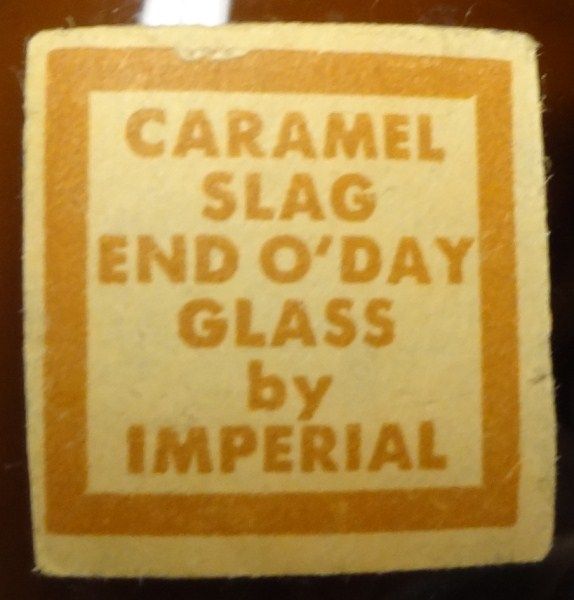 CARAMEL
SLAG
END O'DAY
GLASS
by
IMPERIAL